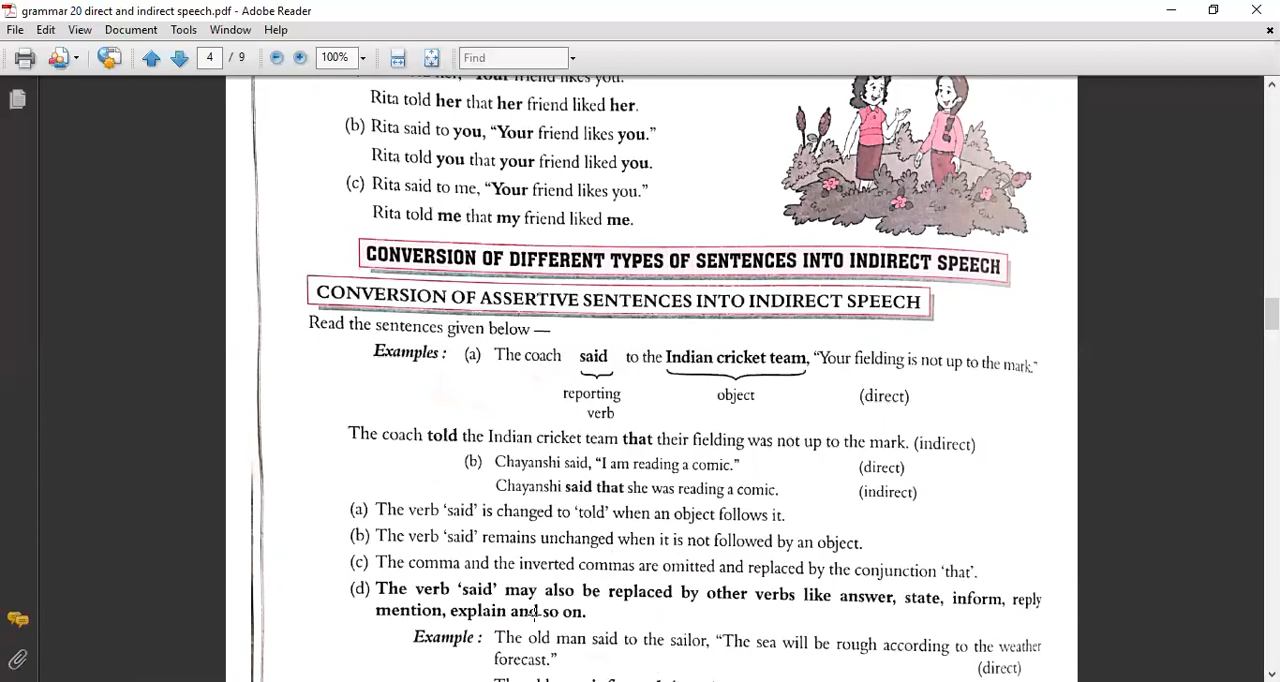 grammar 20 direct and indirect speech.pdf - Adobe Reader
File Edit View Document Tools Window Help
4 / 9 100% Find
"Your friend likes you.
Rita told her that her friend liked her.
(b) Rita said to you, “Your friend likes you.”
Rita told you that your friend liked you.
(c) Rita said to me, “Your friend likes you.”
Rita told me that my friend liked me.
CONVERSION OF DIFFERENT TYPES OF SENTENCES INTO INDIRECT SPEECH
CONVERSION OF ASSERTIVE SENTENCES INTO INDIRECT SPEECH
Read the sentences given below —
Examples : (a) The coach said to the Indian cricket team, “Your fielding is not up to the mark.”
reporting object (direct)
verb
The coach told the Indian cricket team that their fielding was not up to the mark. (indirect)
(b) Chayanshi said, “I am reading a comic.” (direct)
Chayanshi said that she was reading a comic. (indirect)
(a) The verb ‘said’ is changed to ‘told’ when an object follows it.
(b) The verb ‘said’ remains unchanged when it is not followed by an object.
(c) The comma and the inverted commas are omitted and replaced by the conjunction ‘that’.
(d) The verb ‘said’ may also be replaced by other verbs like answer, state, inform, reply
mention, explain and so on.
Example : The old man said to the sailor, “The sea will be rough according to the weather
forecast.” (direct)